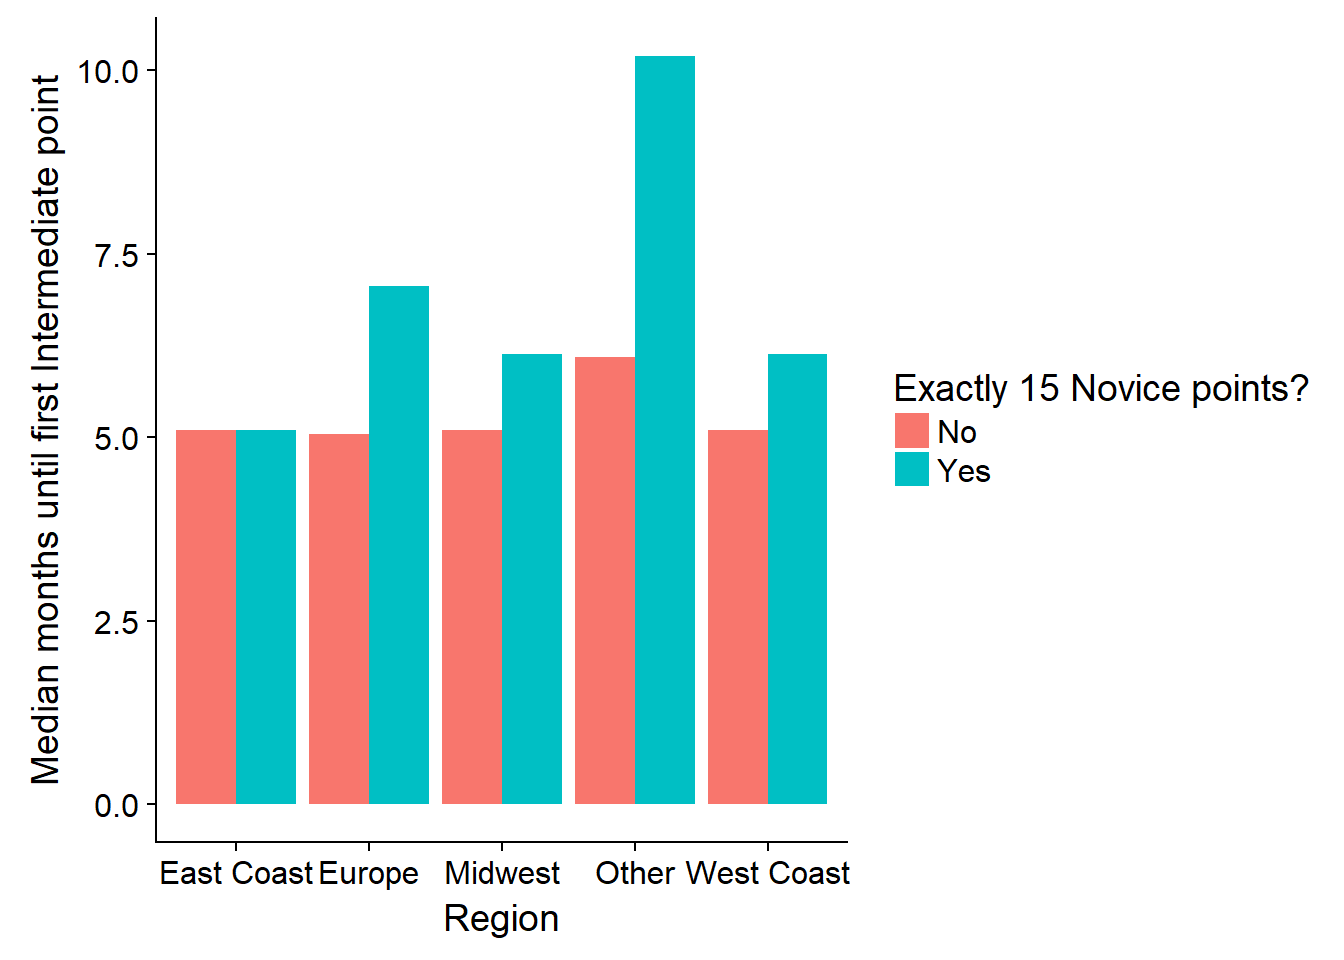 Median months until first Intermediate point
10.0
7.5
5.0
2.5
0.0
East Coast Europe Midwest Other West Coast
Region
Exactly 15 Novice points?
No
Yes